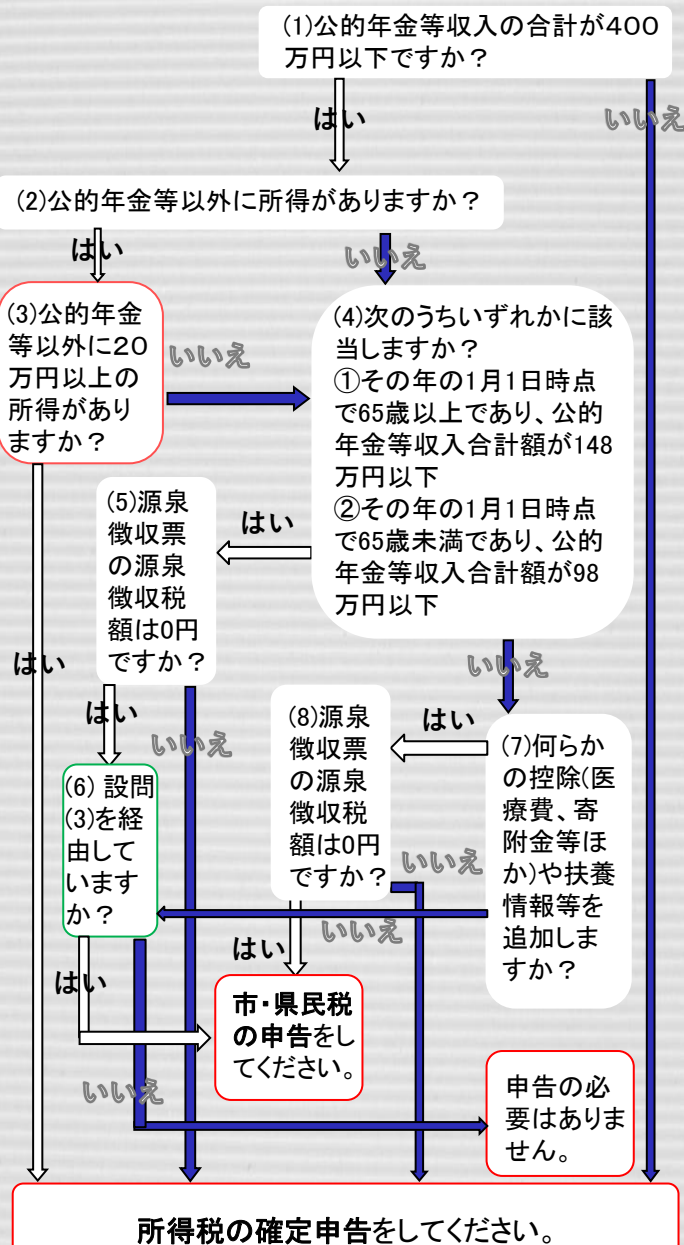 (1)公的年金等収入の合計が400
万円以下ですか？
はい
いいえ
(2)公的年金等以外に所得がありますか？
はい
いいえ
(3)公的年金
等以外に20
万円以上の
所得があり
ますか？
いいえ
(4)次のうちいずれかに該
当しますか？
①その年の1月1日時点
で65歳以上であり、公的
年金等収入合計額が148
万円以下
②その年の1月1日時点
で65歳未満であり、公的
年金等収入合計額が98
万円以下
はい
(5)源泉
徴収票
の源泉
徴収税
額は0円
ですか？
はい
いいえ
はい
いいえ
(8)源泉
徴収票
の源泉
徴収税
額は0円
ですか？
はい
(7)何らか
の控除(医
療費、寄
附金等ほ
か)や扶養
情報等を
追加しま
すか？
(6) 設問
(3)を経
由して
います
か？
いいえ
いいえ
はい
はい
市・県民税
の申告をし
てください。
いいえ
申告の必
要はありま
せん。
所得税の確定申告をしてください。